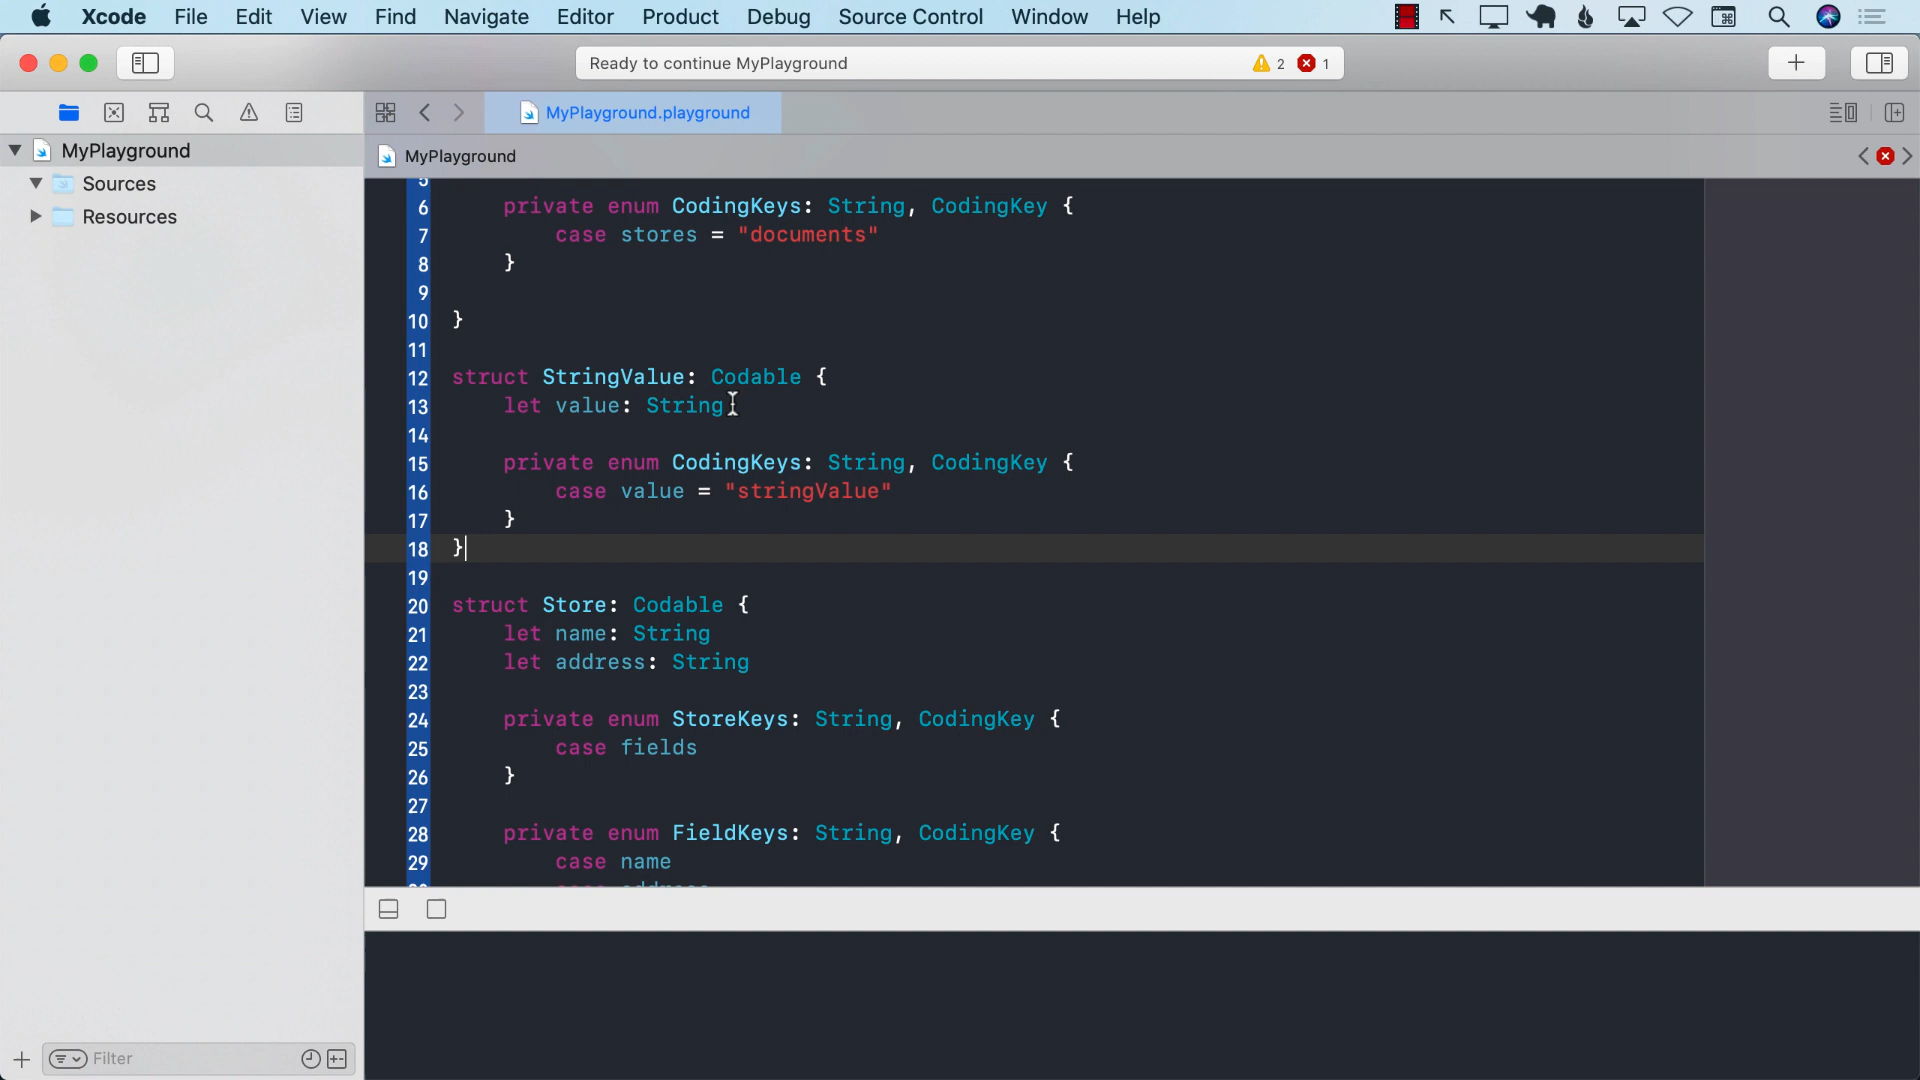 Xcode File Edit View Find Navigate Editor Product Debug Source Control Window Help
Ready to continue MyPlayground 2 1
MyPlayground.playground
MyPlayground
Sources
Resources
MyPlayground
5
6 private enum CodingKeys: String, CodingKey {
7 case stores = "documents"
8 }
9
10 }
11
12 struct StringValue: Codable {
13 let value: String
14
15 private enum CodingKeys: String, CodingKey {
16 case value = "stringValue"
17 }
18 }
19
20 struct Store: Codable {
21 let name: String
22 let address: String
23
24 private enum StoreKeys: String, CodingKey {
25 case fields
26 }
27
28 private enum FieldKeys: String, CodingKey {
29 case name
Filter